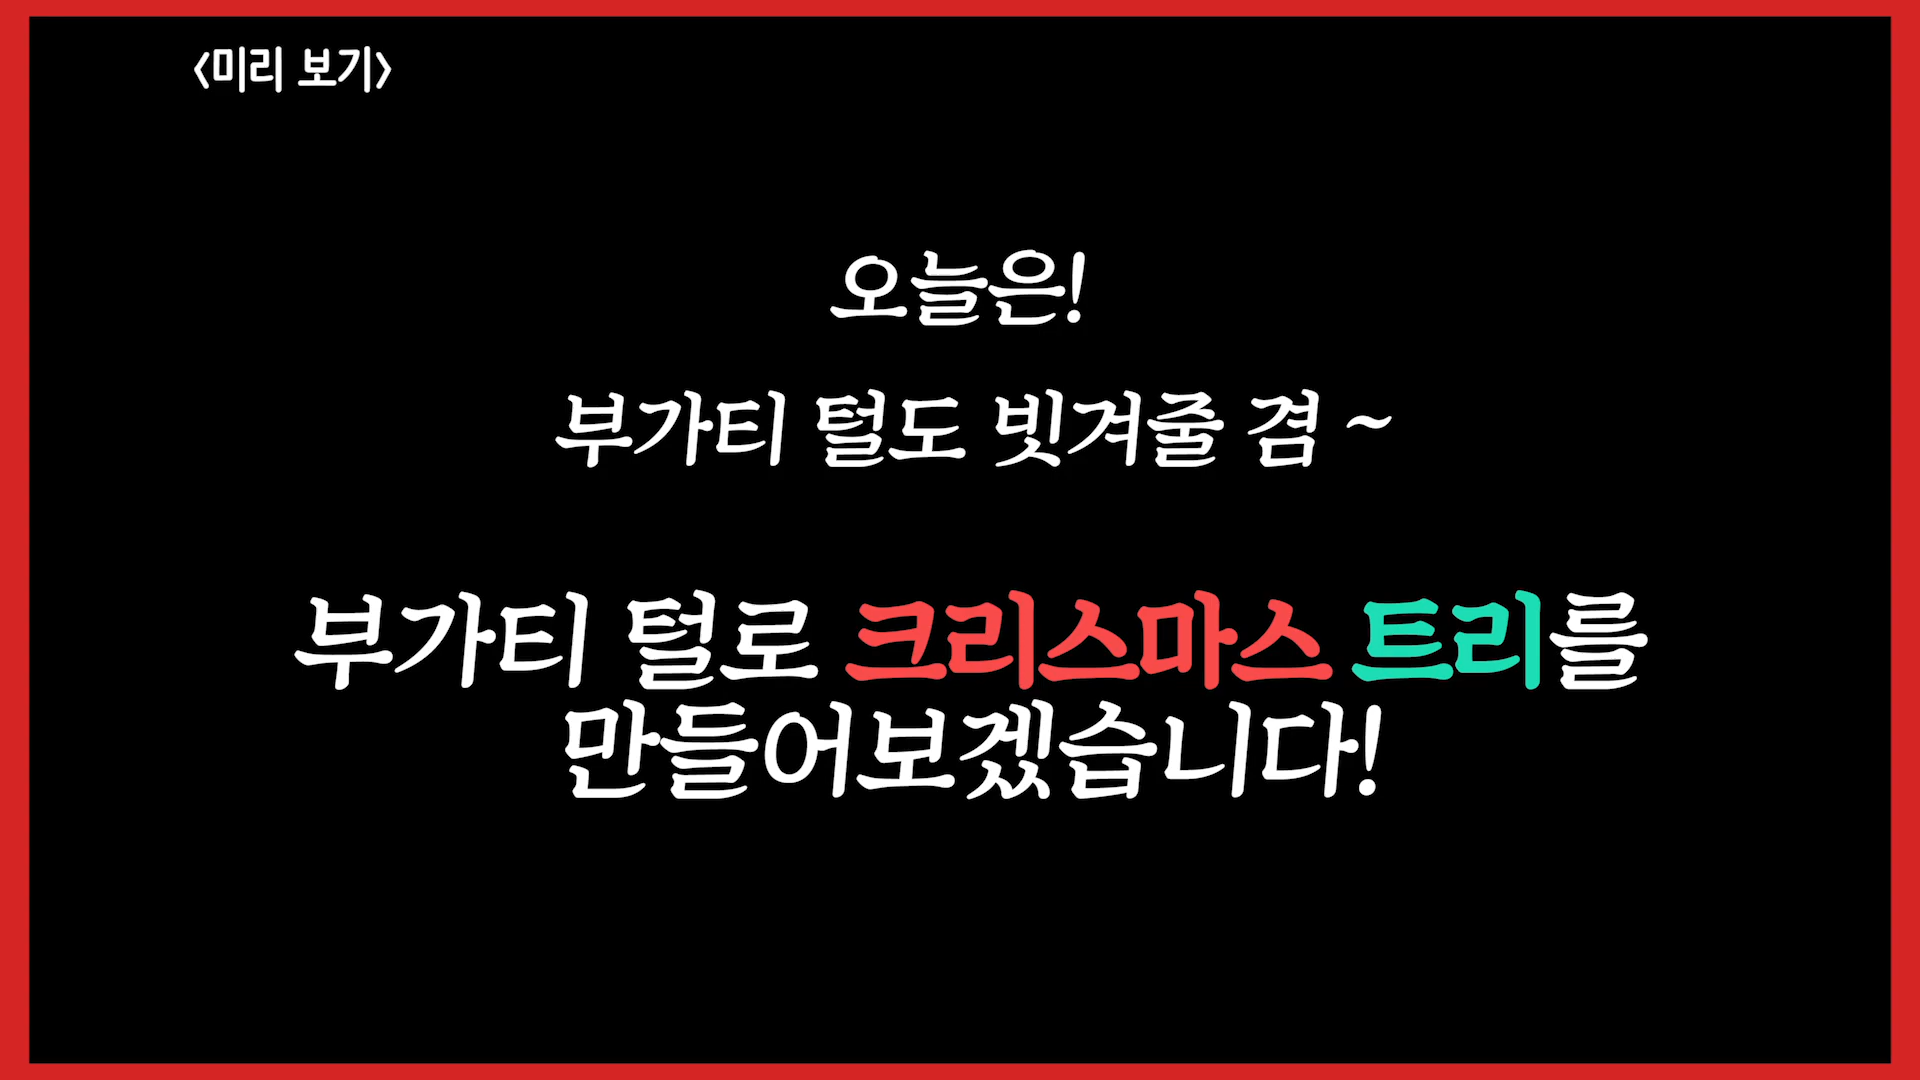 <미리 보기>
오늘은!
부가티 털도 빗겨줄 겸 ~
부가티 털로 크리스마스 트리를
만들어보겠습니다!